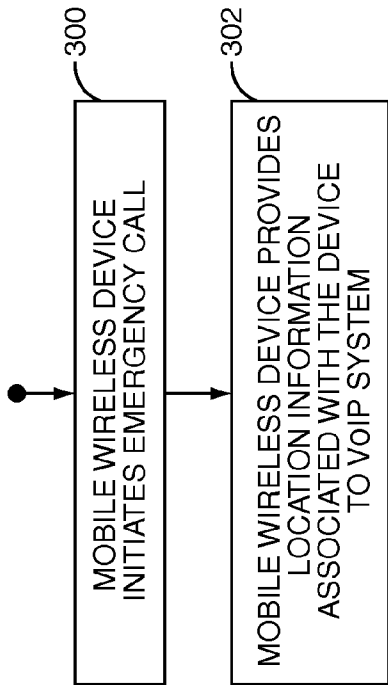 300
MOBILE WIRELESS DEVICE
INITIATES EMERGENCY CALL
302
MOBILE WIRELESS DEVICE PROVIDES
LOCATION INFORMATION
ASSOCIATED WITH THE DEVICE
TO VoIP SYSTEM